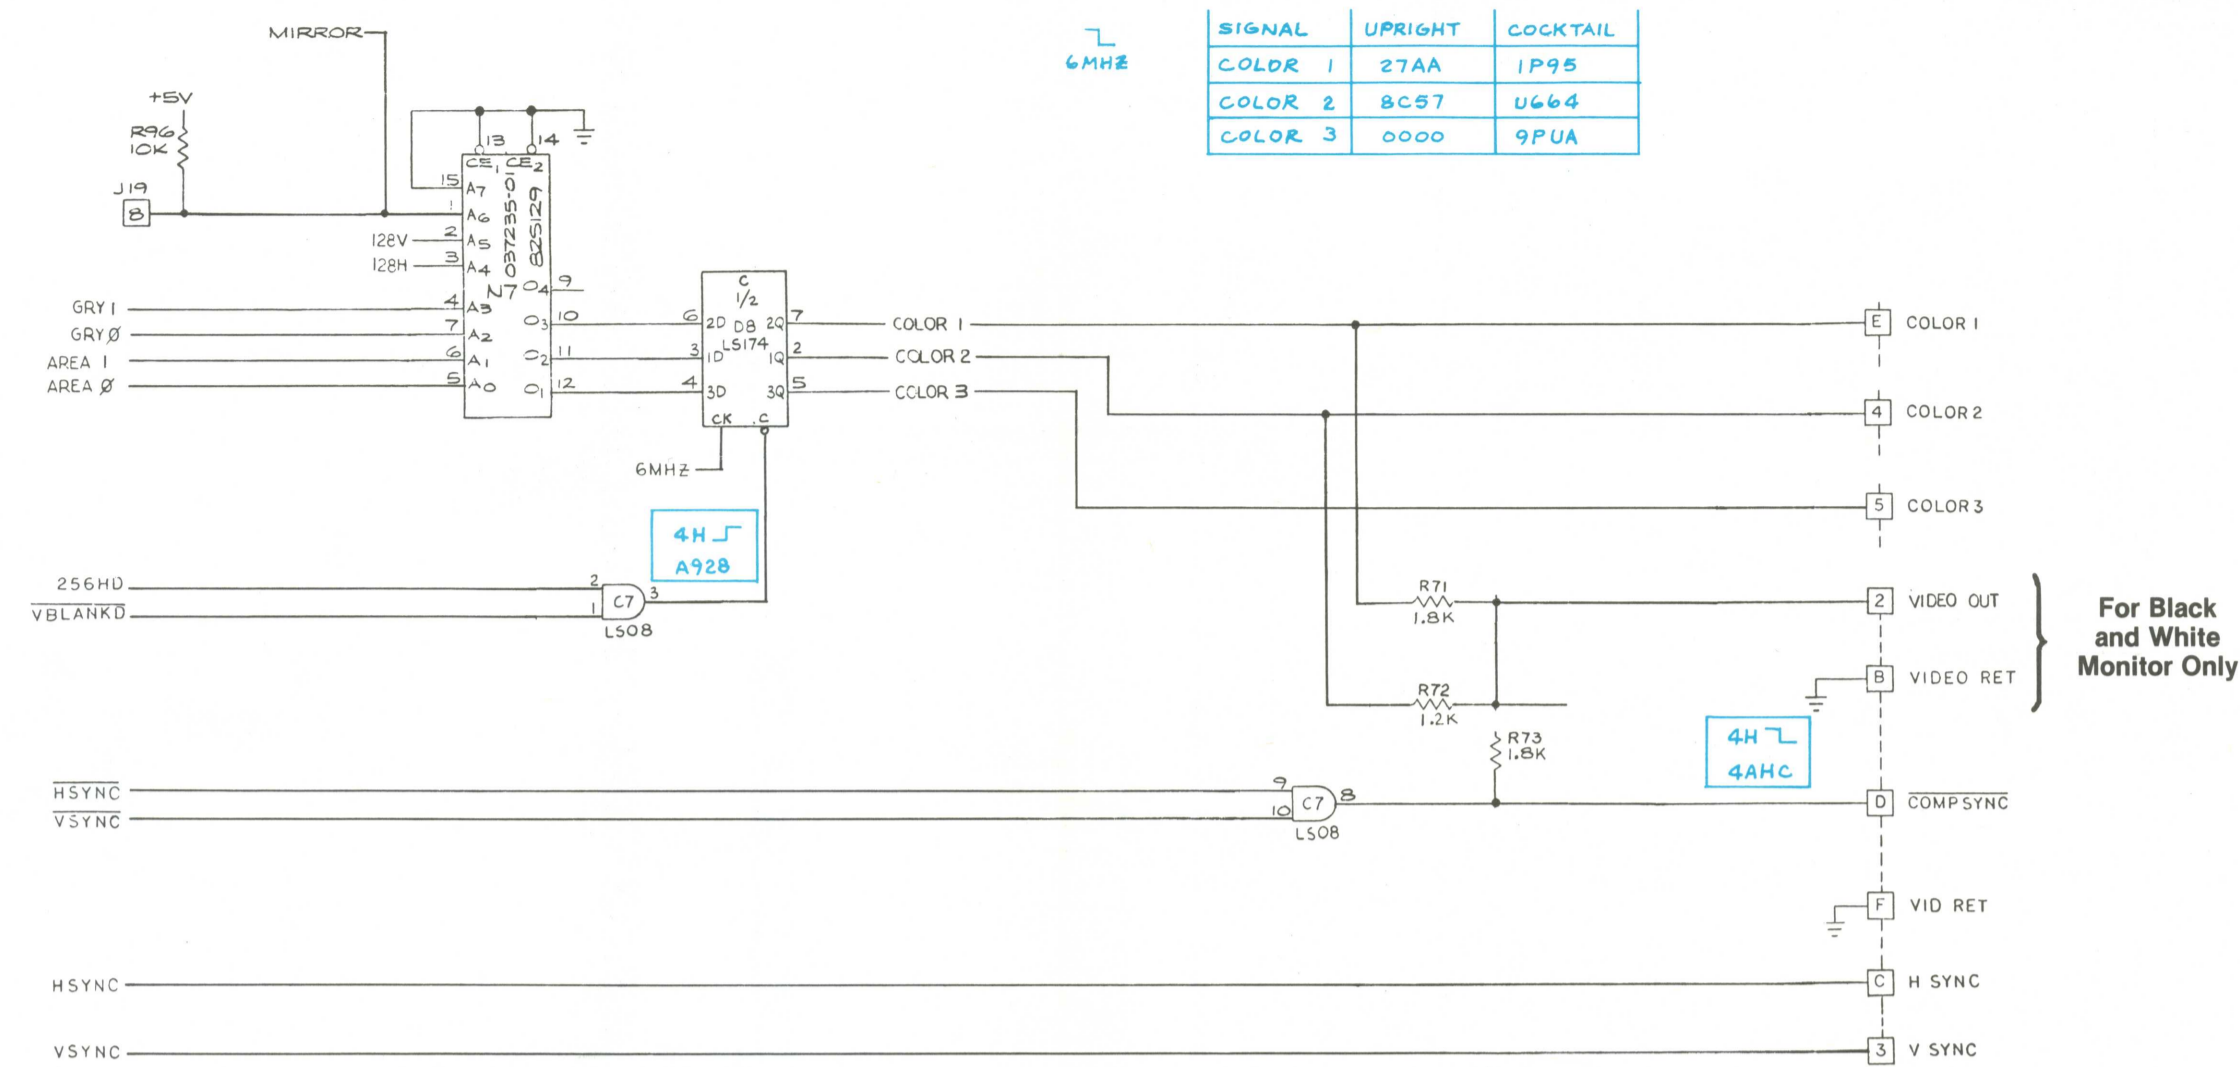 MIRROR
6MHZ
SIGNAL UPRIGHT COCKTAIL
COLOR 1 27AA 1P95
COLOR 2 8C57 U664
COLOR 3 0000 9PUA
+5V
R96
10K
J19
8
13 14
CE1 CE2
15 A7
1 A6
128V 2 A5
128H 3 A4
037235-01
82S129
N7
GRY 1 4 A3
GRY Ø 7 A2
AREA 1 6 A1
AREA Ø 5 A0
O4 9
O3 10
O2 11
O1 12
C
1/2
D8
LS174
6 2D 2Q 7
3 1D 1Q 2
4 3D 3Q 5
CK C
6MHZ
COLOR 1
COLOR 2
COLOR 3
E COLOR 1
4 COLOR 2
5 COLOR 3
4H
A928
256HD 2
VBLANKD 1
C7 3
LS08
R71
1.8K
2 VIDEO OUT
R72
1.2K
B VIDEO RET
For Black
and White
Monitor Only
R73
1.8K
4H
4AHC
HSYNC 9
VSYNC 10
C7 8
LS08
D COMPSYNC
F VID RET
HSYNC C H SYNC
VSYNC 3 V SYNC